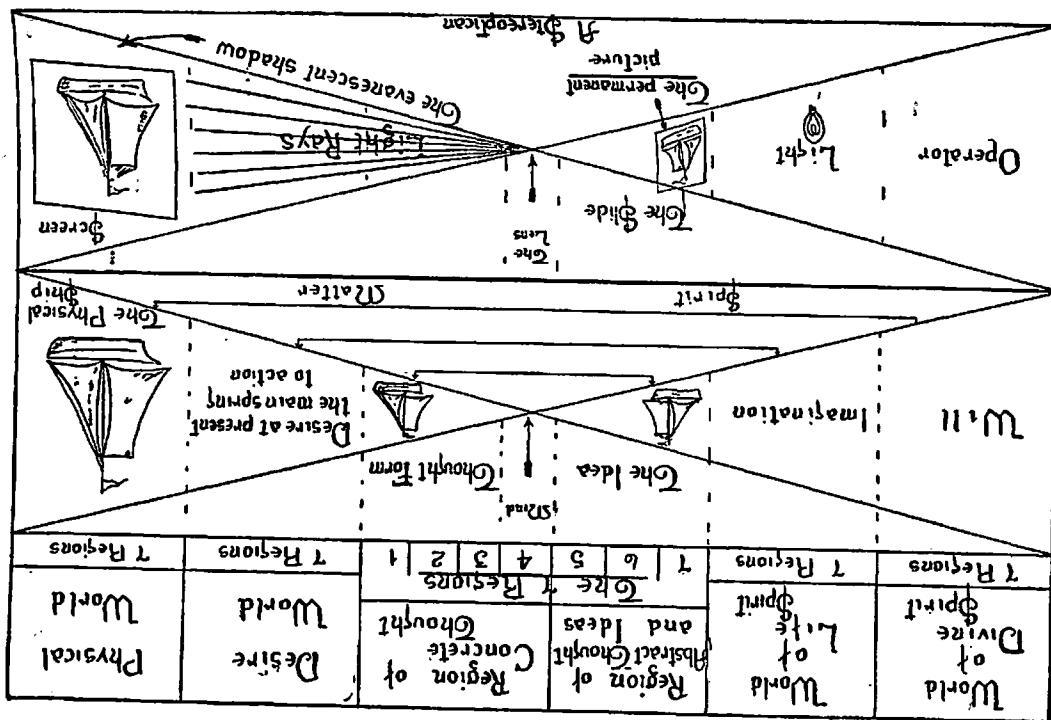 World
of
Divine
Spirit
7 Regions
World
of
Life
Spirit
7 Regions
Region of
Abstract Thought
and Ideas
Region of
Concrete
Thought
The 7 Regions
7 6 5 4 3 2 1
Desire
World
7 Regions
Physical
World
7 Regions
Will
Imagination
The Idea
Mind
Thought Form
Desire at present
the main spring
to action
The Physical
Ship
Spirit
Matter
Operator
Light
The Slide
The permanent
picture
The
Lens
Light Rays
The evanescent shadow
Screen
A Stereoptican